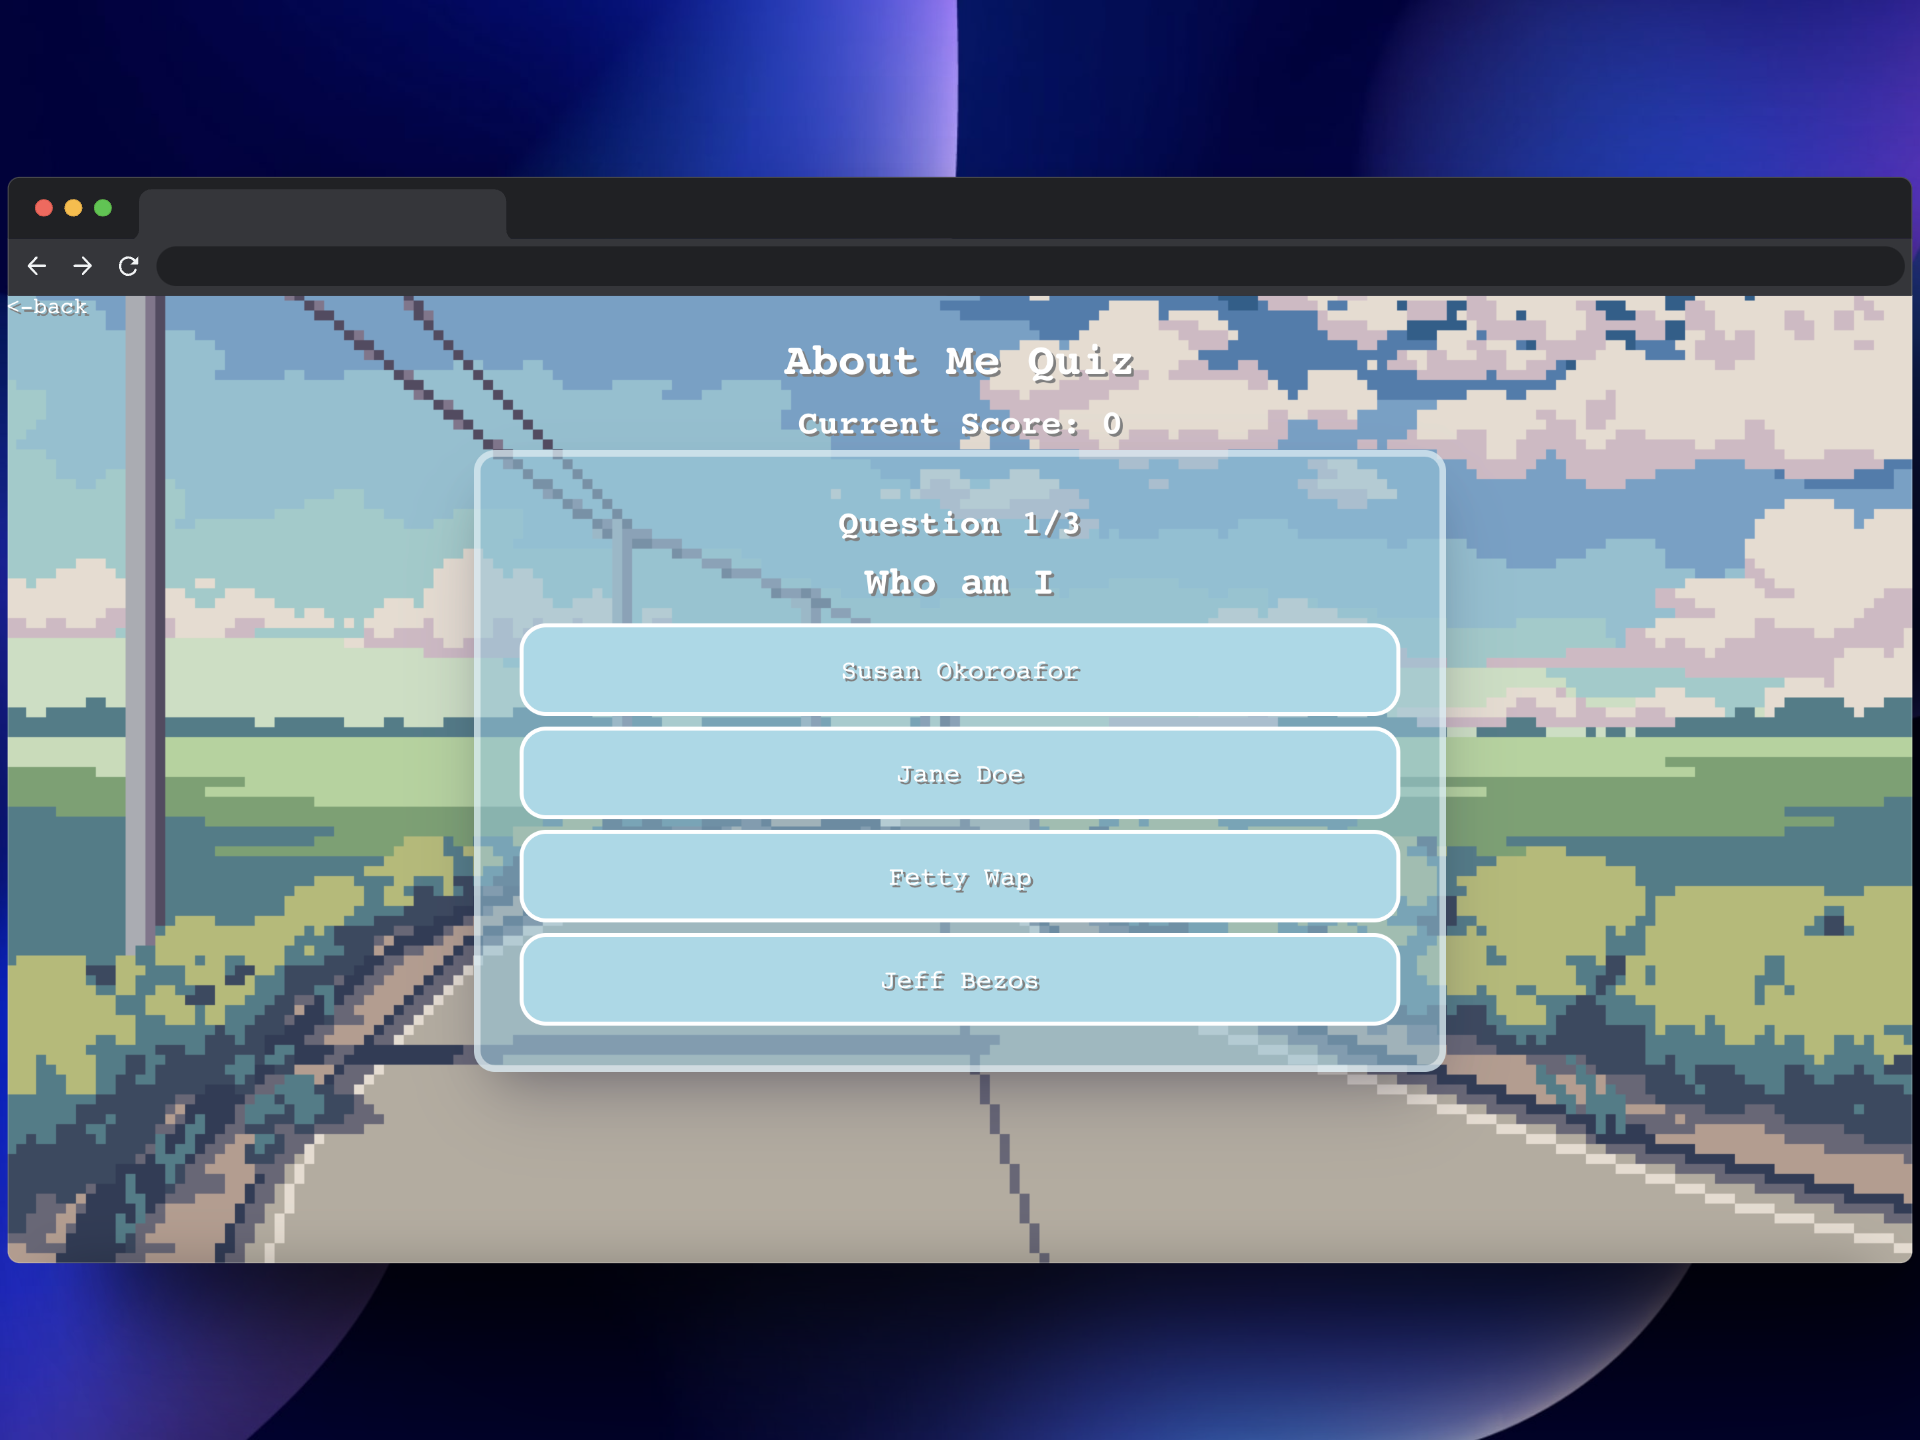 <-back
About Me Quiz
Current Score: 0
Question 1/3
Who am I
Susan Okoroafor
Jane Doe
Fetty Wap
Jeff Bezos